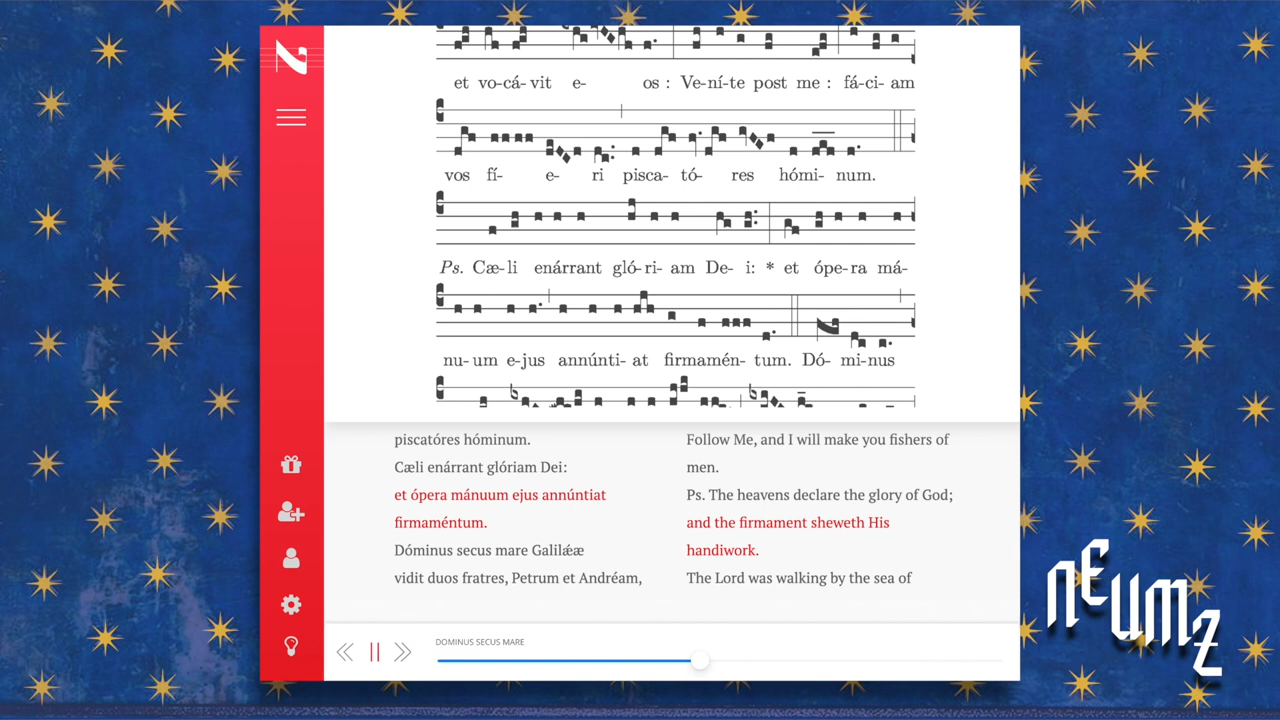 et vo-cá-vit e- os : Ve-ní-te post me : fá-ci- am
vos fí- e- ri pisca- tó- res hómi- num.
Ps. Cæ-li enárrant gló-ri- am De- i: * et ópe-ra má-
nu-um e-jus annúnti- at firmamén- tum. Dó- mi-nus
piscatóres hóminum.
Cæli enárrant glóriam Dei:
et ópera mánuum ejus annúntiat
firmaméntum.
Dóminus secus mare Galilǽæ
vidit duos fratres, Petrum et Andréam,
Follow Me, and I will make you fishers of
men.
Ps. The heavens declare the glory of God;
and the firmament sheweth His
handiwork.
The Lord was walking by the sea of
DOMINUS SECUS MARE
NEUMZ